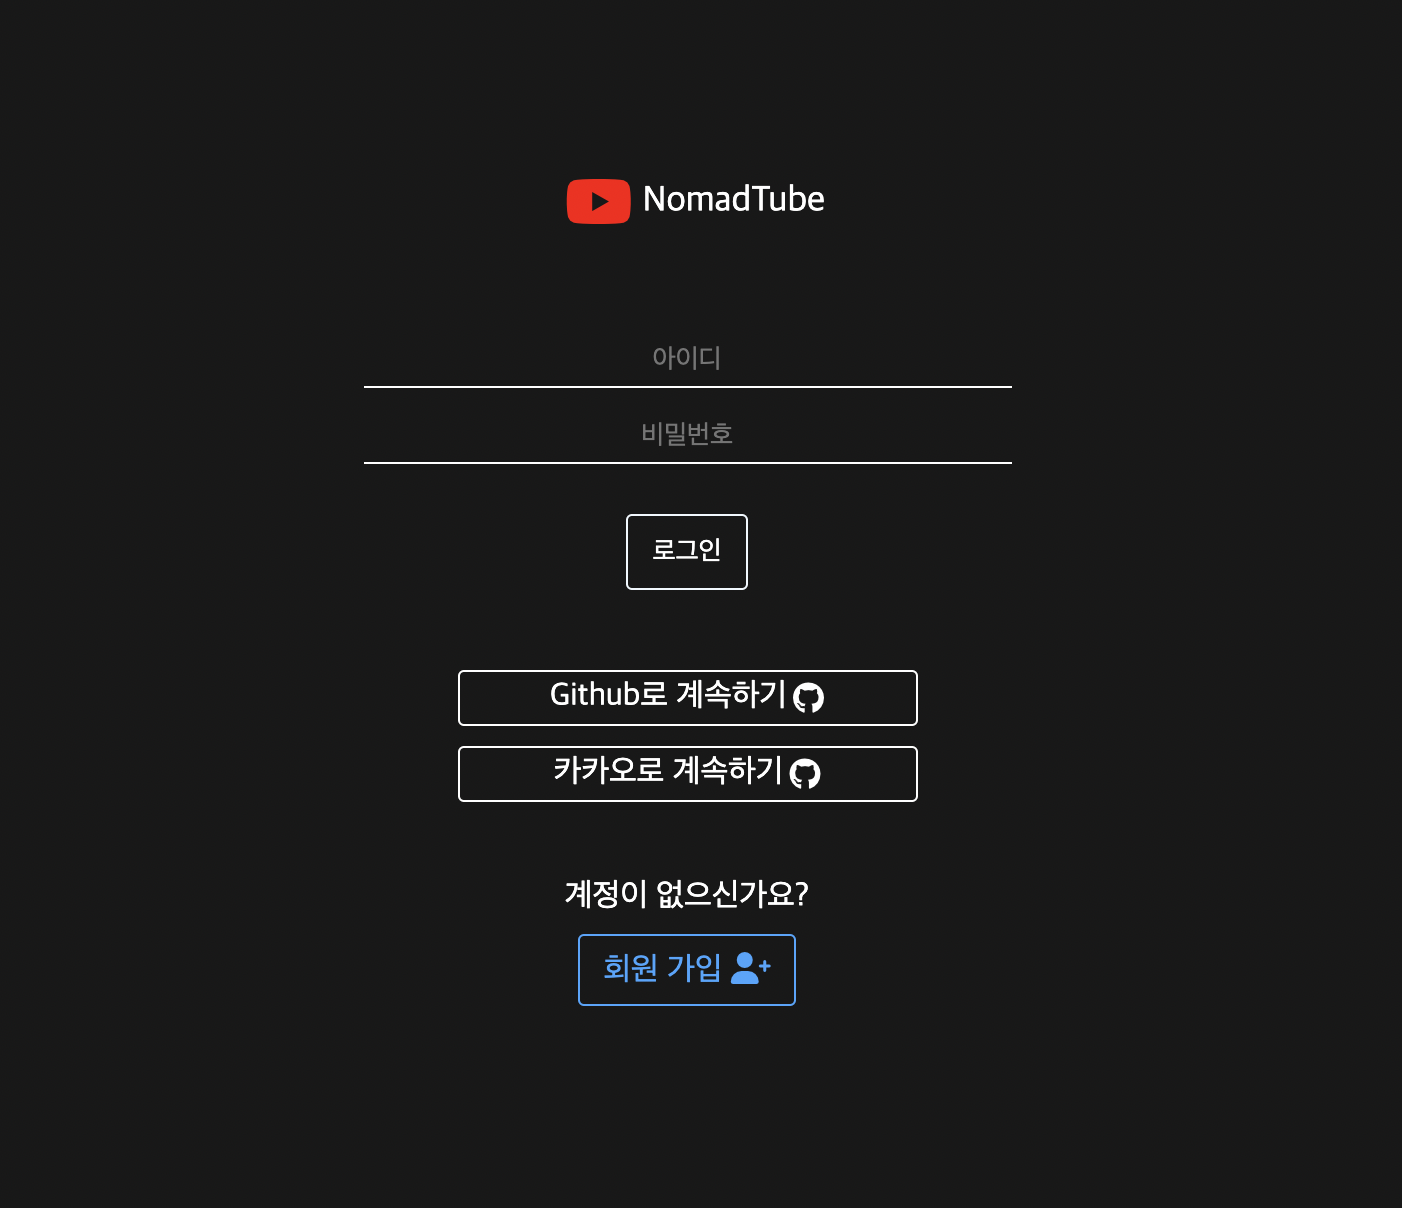 NomadTube
아이디
비밀번호
로그인
Github로 계속하기
카카오로 계속하기
계정이 없으신가요?
회원 가입